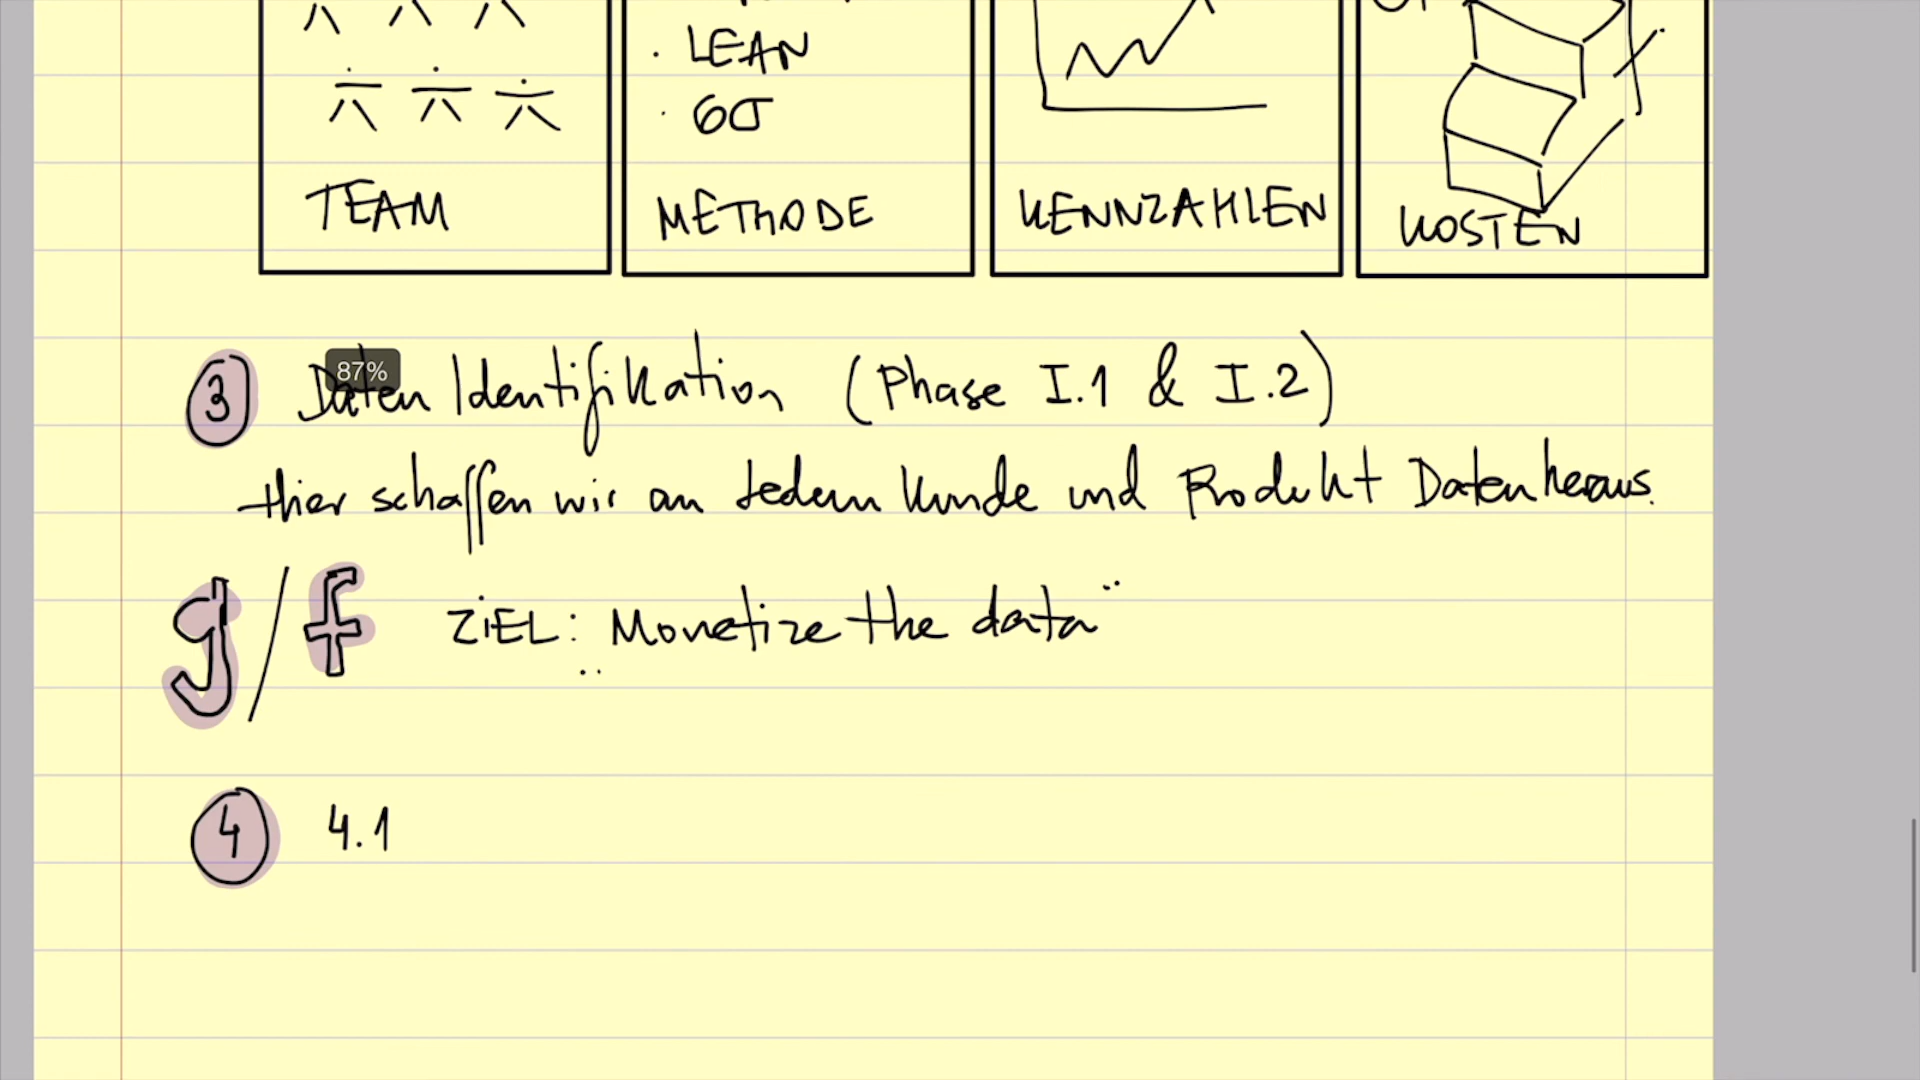 · LEAN
· 6σ
TEAM
METHODE
KENNZAHLEN
KOSTEN
87%
3 Daten Identifikation (Phase I.1 & I.2)
Hier schaffen wir an Jedem Kunde und Produkt Daten heraus.
g/f ZiEL: „Monetize the data“
4 4.1